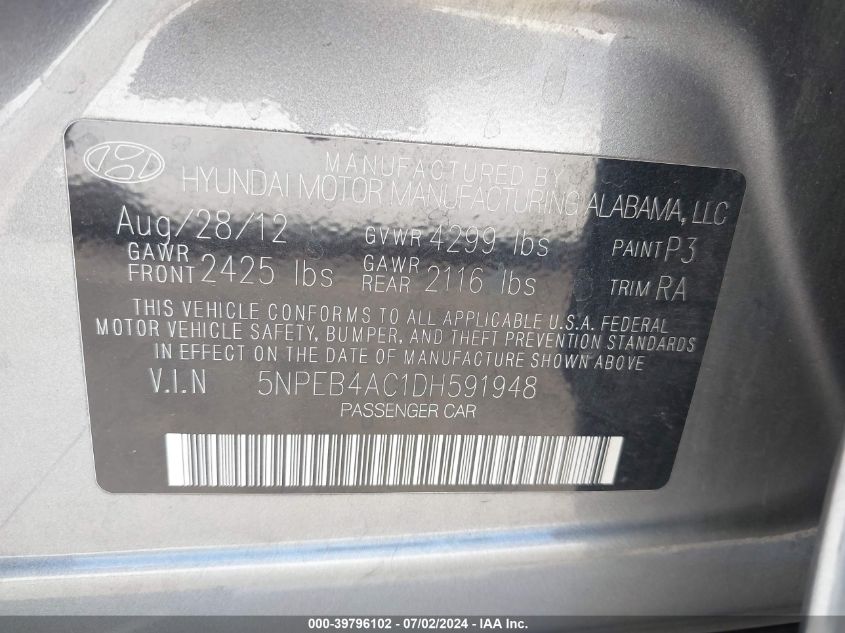 MANUFACTURED BY
HYUNDAI MOTOR MANUFACTURING ALABAMA, LLC
Aug/28/12 GVWR 4299 lbs PAINT P3
GAWR FRONT 2425 lbs GAWR REAR 2116 lbs TRIM RA
THIS VEHICLE CONFORMS TO ALL APPLICABLE U.S.A. FEDERAL
MOTOR VEHICLE SAFETY, BUMPER, AND THEFT PREVENTION STANDARDS
IN EFFECT ON THE DATE OF MANUFACTURE SHOWN ABOVE
V.I.N 5NPEB4AC1DH591948
PASSENGER CAR
000-39796102 - 07/02/2024 - IAA Inc.